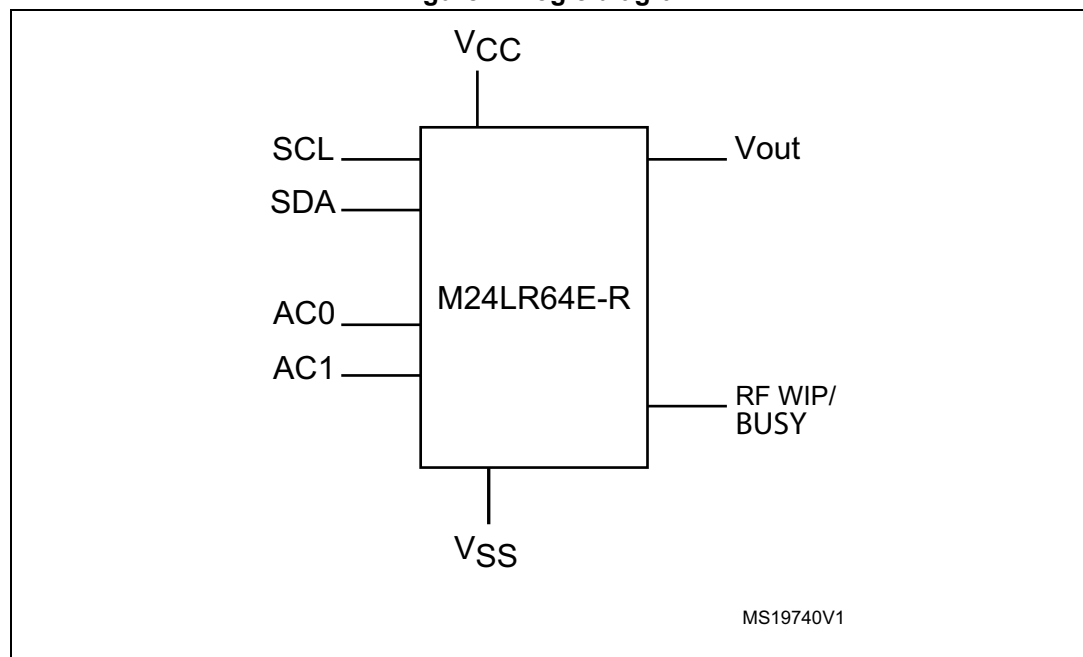 VCC
SCL
Vout
SDA
M24LR64E-R
AC0
AC1
RF WIP/
BUSY
VSS
MS19740V1